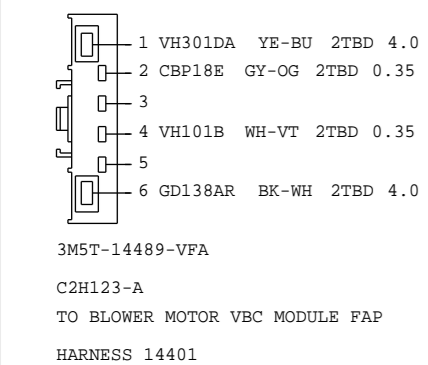 1 VH301DA YE-BU 2TBD 4.0
2 CBP18E GY-OG 2TBD 0.35
3
4 VH101B WH-VT 2TBD 0.35
5
6 GD138AR BK-WH 2TBD 4.0
3M5T-14489-VFA
C2H123-A
TO BLOWER MOTOR VBC MODULE FAP
HARNESS 14401